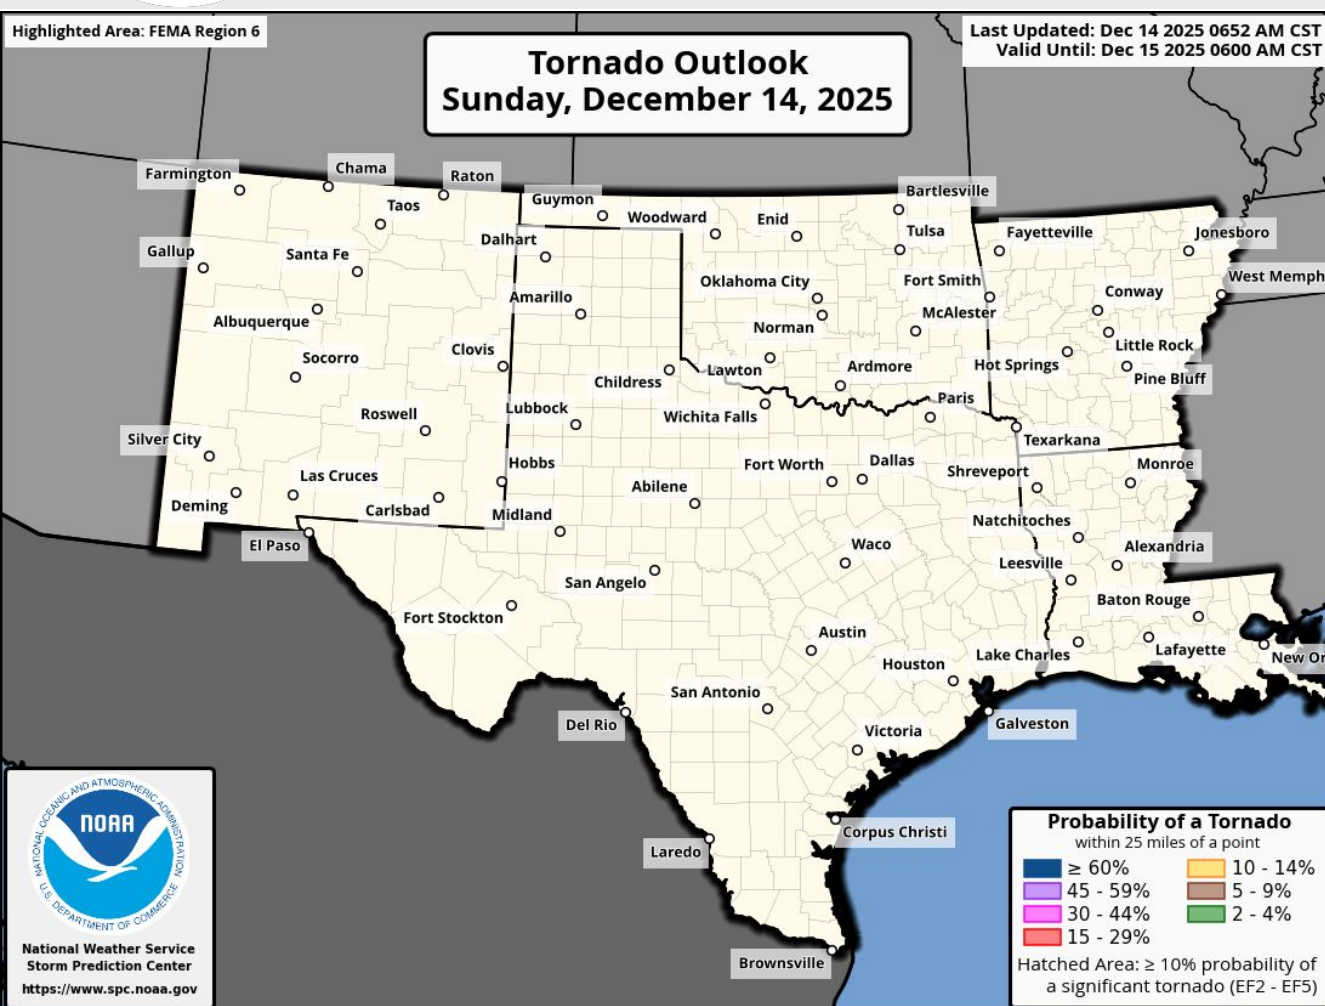 Highlighted Area: FEMA Region 6
Last Updated: Dec 14 2025 0652 AM CST
Valid Until: Dec 15 2025 0600 AM CST
Tornado Outlook
Sunday, December 14, 2025
Farmington
Chama
Raton
Taos
Guymon
Woodward
Enid
Bartlesville
Tulsa
Fayetteville
Jonesboro
Gallup
Santa Fe
Dalhart
Oklahoma City
Fort Smith
West Memph
Conway
Amarillo
Albuquerque
Norman
McAlester
Little Rock
Socorro
Clovis
Childress
Lawton
Ardmore
Hot Springs
Pine Bluff
Roswell
Lubbock
Wichita Falls
Paris
Texarkana
Silver City
Las Cruces
Hobbs
Fort Worth
Dallas
Shreveport
Monroe
Deming
Carlsbad
Midland
Abilene
Natchitoches
El Paso
Waco
Alexandria
San Angelo
Leesville
Fort Stockton
Baton Rouge
Austin
Houston
Lake Charles
Lafayette
New Or
San Antonio
Del Rio
Victoria
Galveston
Corpus Christi
Laredo
Brownsville
NATIONAL OCEANIC AND ATMOSPHERIC ADMINISTRATION
NOAA
U.S. DEPARTMENT OF COMMERCE
National Weather Service
Storm Prediction Center
https://www.spc.noaa.gov
Probability of a Tornado
within 25 miles of a point
≥ 60%
10 - 14%
45 - 59%
5 - 9%
30 - 44%
2 - 4%
15 - 29%
Hatched Area: ≥ 10% probability of
a significant tornado (EF2 - EF5)